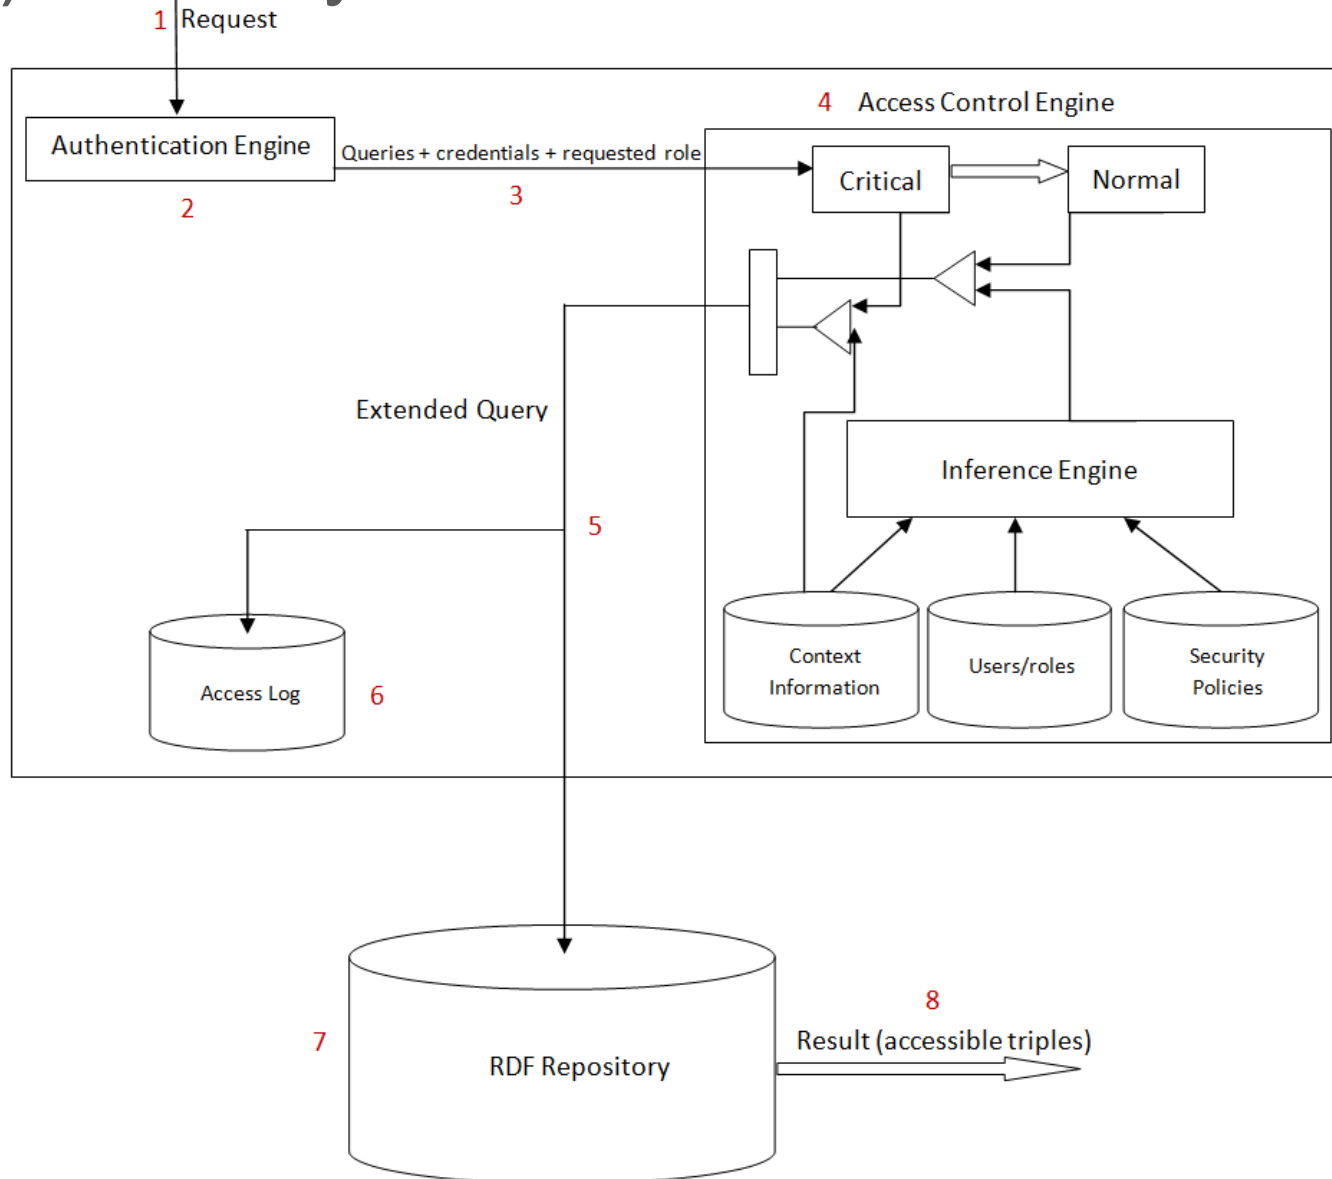 1 Request
4 Access Control Engine
Authentication Engine
Queries + credentials + requested role
Critical
Normal
2
3
Extended Query
Inference Engine
5
Context
Information
Users/roles
Security
Policies
Access Log
6
8
Result (accessible triples)
7
RDF Repository